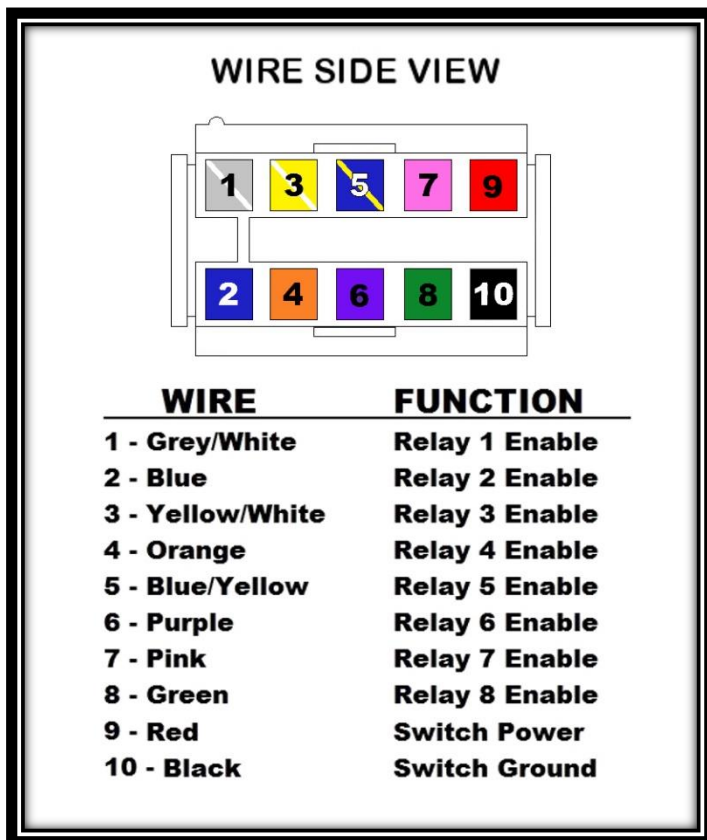 WIRE SIDE VIEW
1 3 5 7 9
2 4 6 8 10
WIRE FUNCTION
1 - Grey/White Relay 1 Enable
2 - Blue Relay 2 Enable
3 - Yellow/White Relay 3 Enable
4 - Orange Relay 4 Enable
5 - Blue/Yellow Relay 5 Enable
6 - Purple Relay 6 Enable
7 - Pink Relay 7 Enable
8 - Green Relay 8 Enable
9 - Red Switch Power
10 - Black Switch Ground